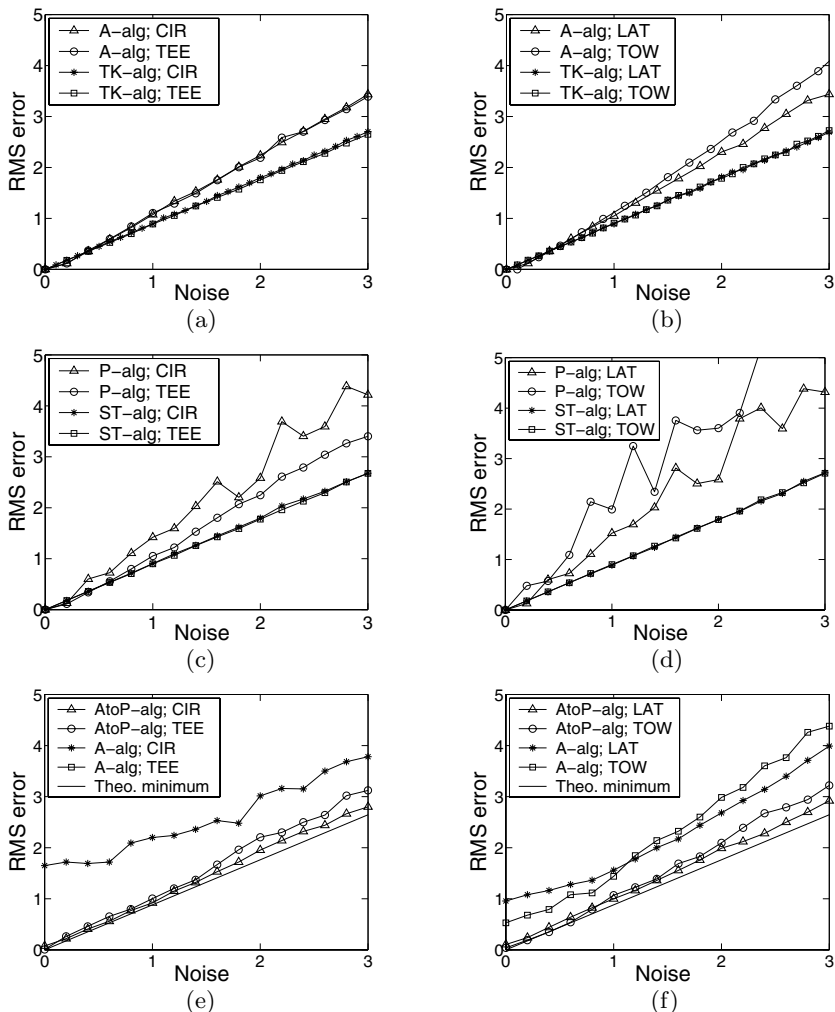 A-alg; CIR
A-alg; TEE
TK-alg; CIR
TK-alg; TEE
RMS error
5
4
3
2
1
0
0 1 2 3
Noise
(a)
A-alg; LAT
A-alg; TOW
TK-alg; LAT
TK-alg; TOW
RMS error
5
4
3
2
1
0
0 1 2 3
Noise
(b)
P-alg; CIR
P-alg; TEE
ST-alg; CIR
ST-alg; TEE
RMS error
5
4
3
2
1
0
0 1 2 3
Noise
(c)
P-alg; LAT
P-alg; TOW
ST-alg; LAT
ST-alg; TOW
RMS error
5
4
3
2
1
0
0 1 2 3
Noise
(d)
AtoP-alg; CIR
AtoP-alg; TEE
A-alg; CIR
A-alg; TEE
Theo. minimum
RMS error
5
4
3
2
1
0
0 1 2 3
Noise
(e)
AtoP-alg; LAT
AtoP-alg; TOW
A-alg; LAT
A-alg; TOW
Theo. minimum
RMS error
5
4
3
2
1
0
0 1 2 3
Noise
(f)